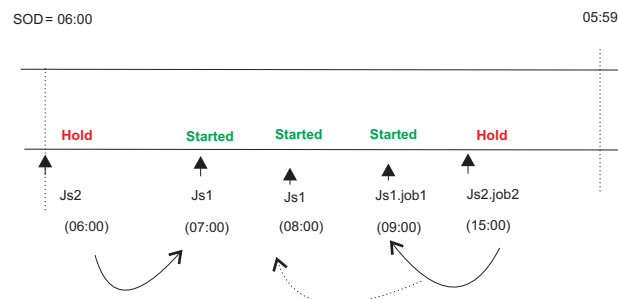 SOD = 06:00 05:59
Hold Started Started Started Hold
Js2 Js1 Js1 Js1.job1 Js2.job2
(06:00) (07:00) (08:00) (09:00) (15:00)